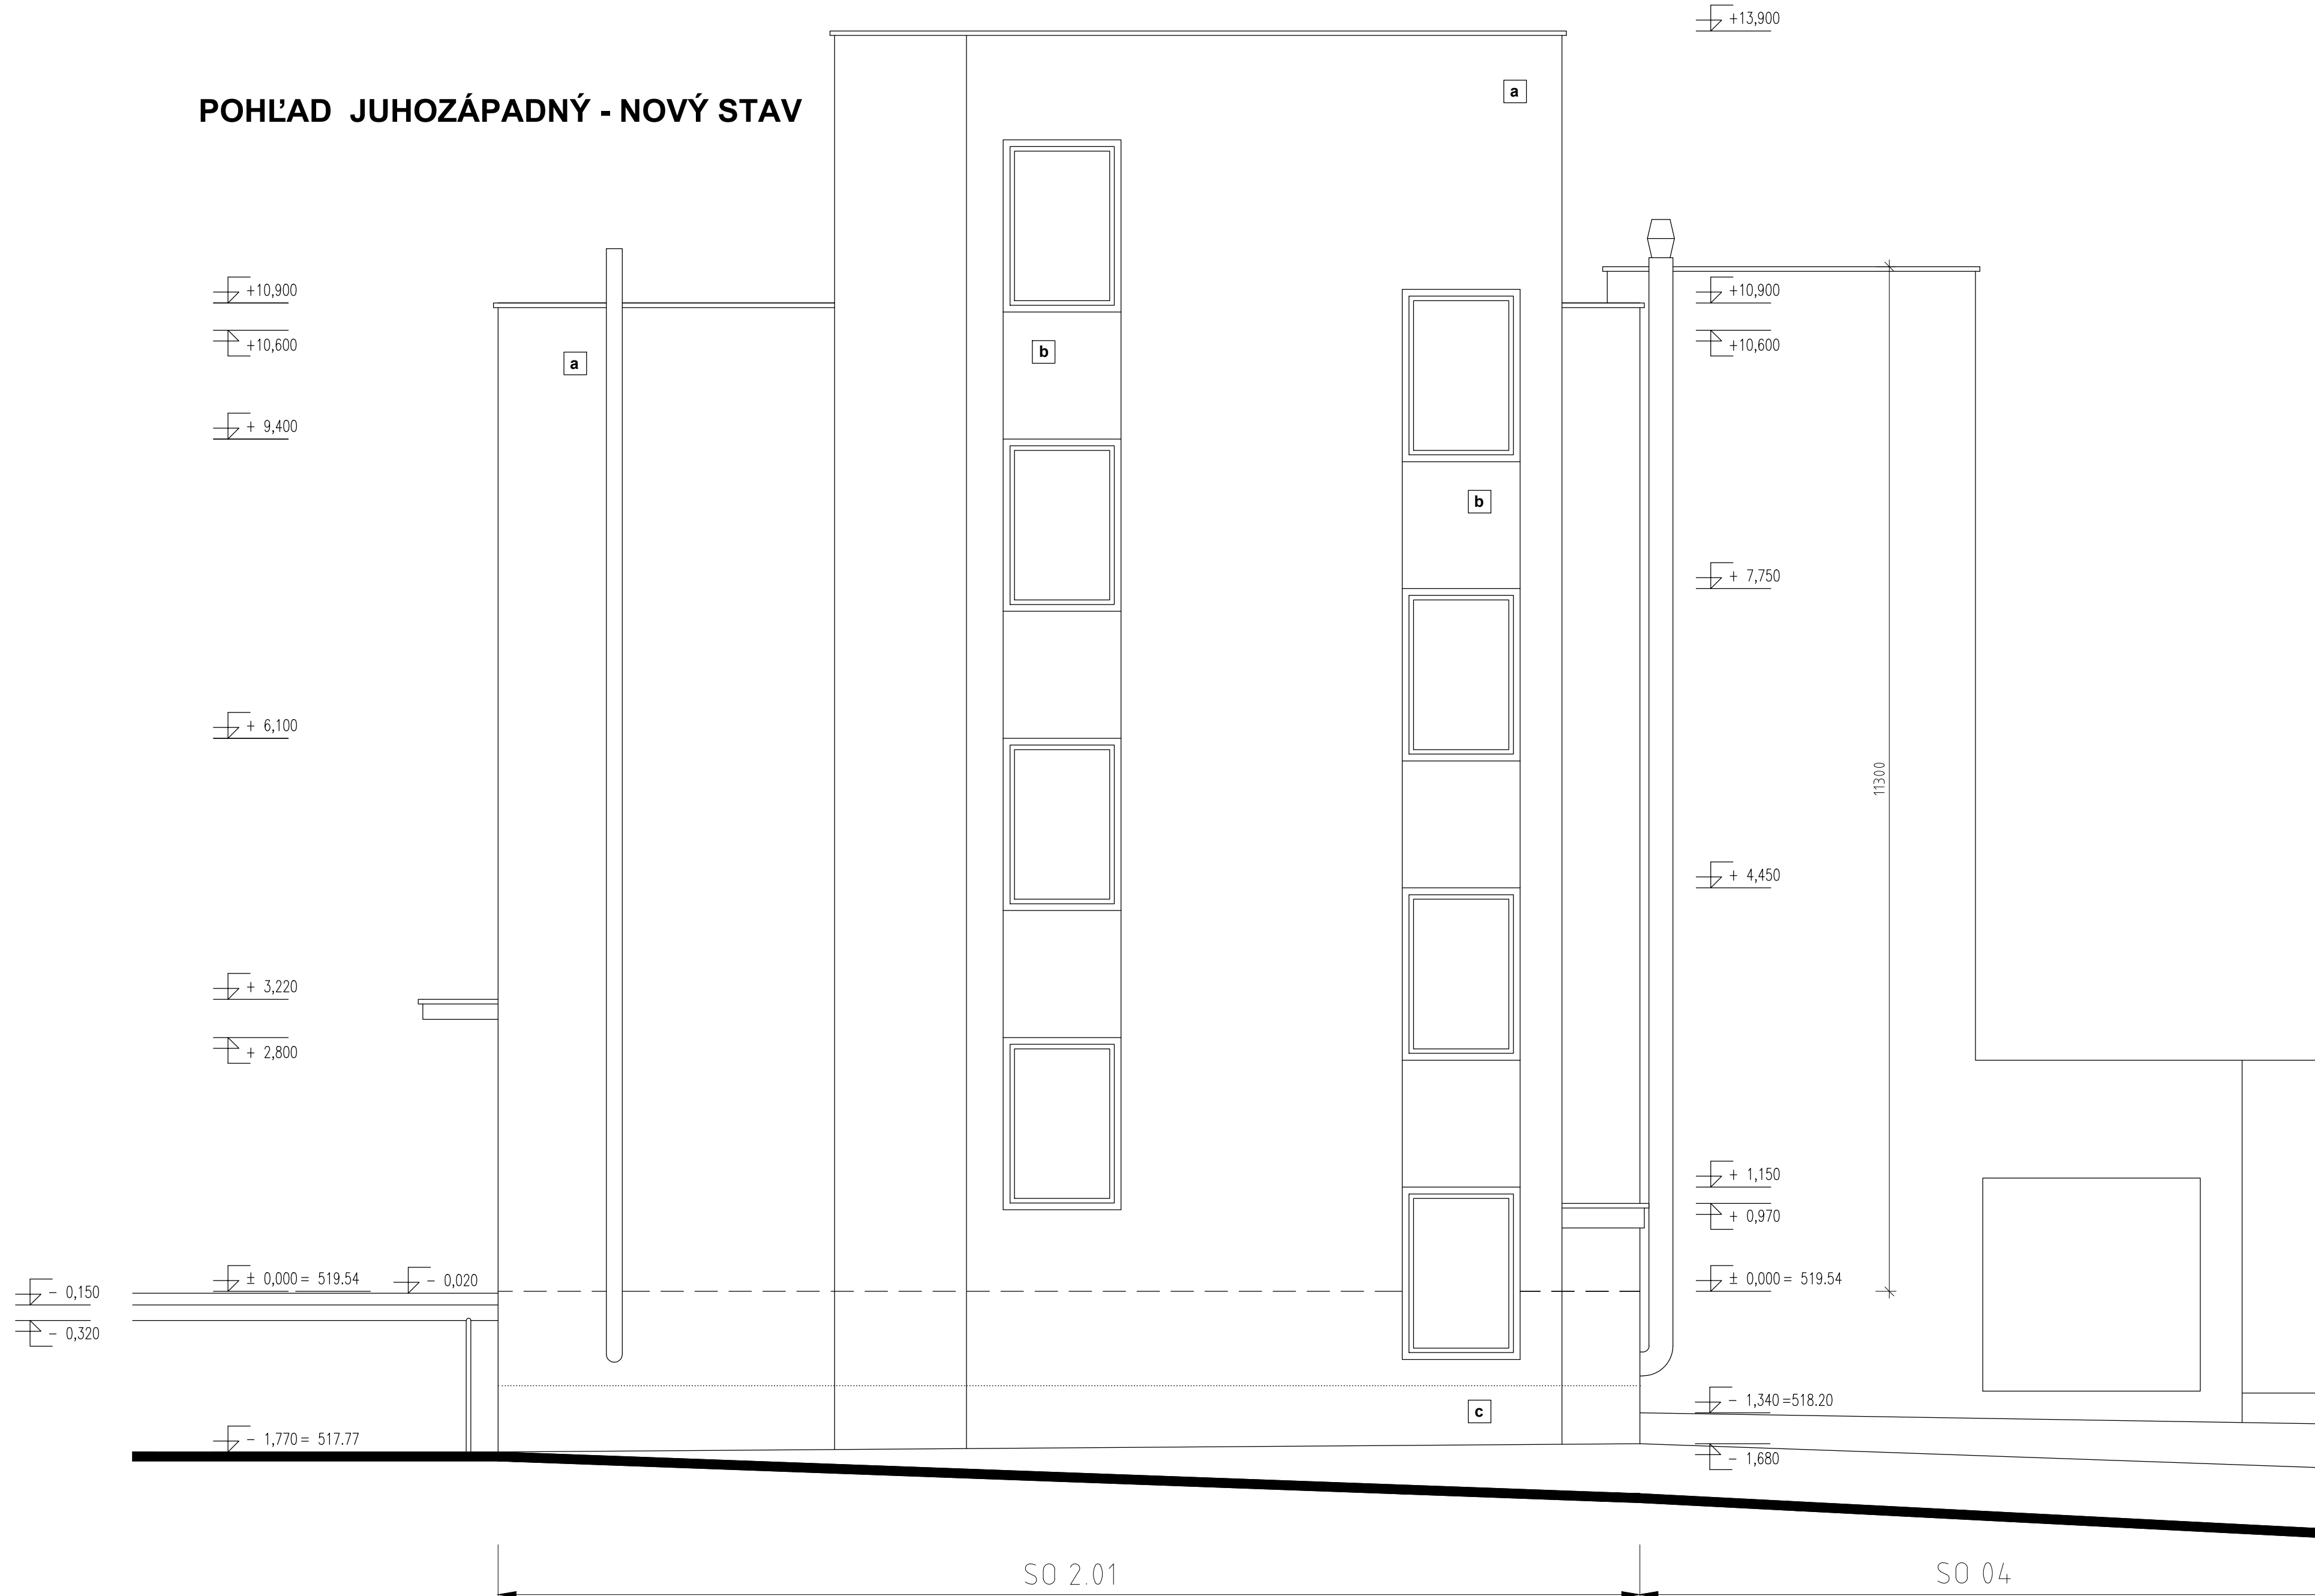 +13,900
a
POHĽAD JUHOZÁPADNÝ - NOVÝ STAV
+10,900
+10,900
+10,600
+10,600
b
a
+ 9,400
b
+ 7,750
+ 6,100
11300
+ 4,450
+ 3,220
+ 2,800
+ 1,150
+ 0,970
± 0,000 = 519.54
- 0,020
± 0,000 = 519.54
- 0,150
- 0,320
- 1,340 =518.20
c
- 1,770 = 517.77
- 1,680
SO 2.01
SO 04